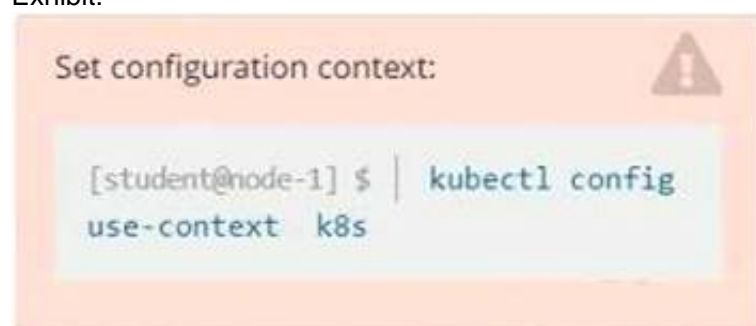 Exhibit:
Set configuration context:
[student@node-1] $ | kubectl config
use-context k8s